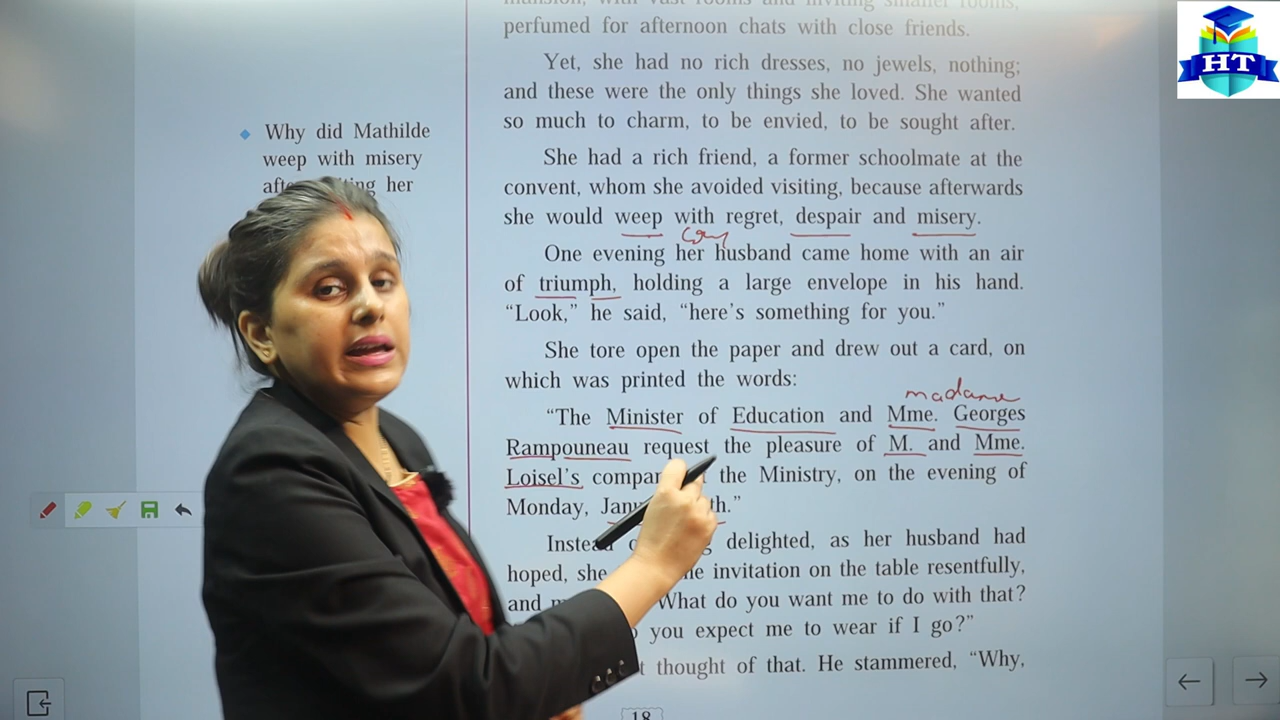 HT
mansion, with vast rooms and inviting smaller rooms,
perfumed for afternoon chats with close friends.
Yet, she had no rich dresses, no jewels, nothing;
and these were the only things she loved. She wanted
so much to charm, to be envied, to be sought after.
Why did Mathilde
weep with misery
her
She had a rich friend, a former schoolmate at the
convent, whom she avoided visiting, because afterwards
she would weep with regret, despair and misery.
cry
One evening her husband came home with an air
of triumph, holding a large envelope in his hand.
“Look,” he said, “here’s something for you.”
She tore open the paper and drew out a card, on
which was printed the words:
madame
“The Minister of Education and Mme. Georges
Rampouneau request the pleasure of M. and Mme.
Loisel’s the Ministry, on the evening of
Monday,
delighted, as her husband had
hoped, she invitation on the table resentfully,
and What do you want me to do with that?
you expect me to wear if I go?”
thought of that. He stammered, “Why,
18